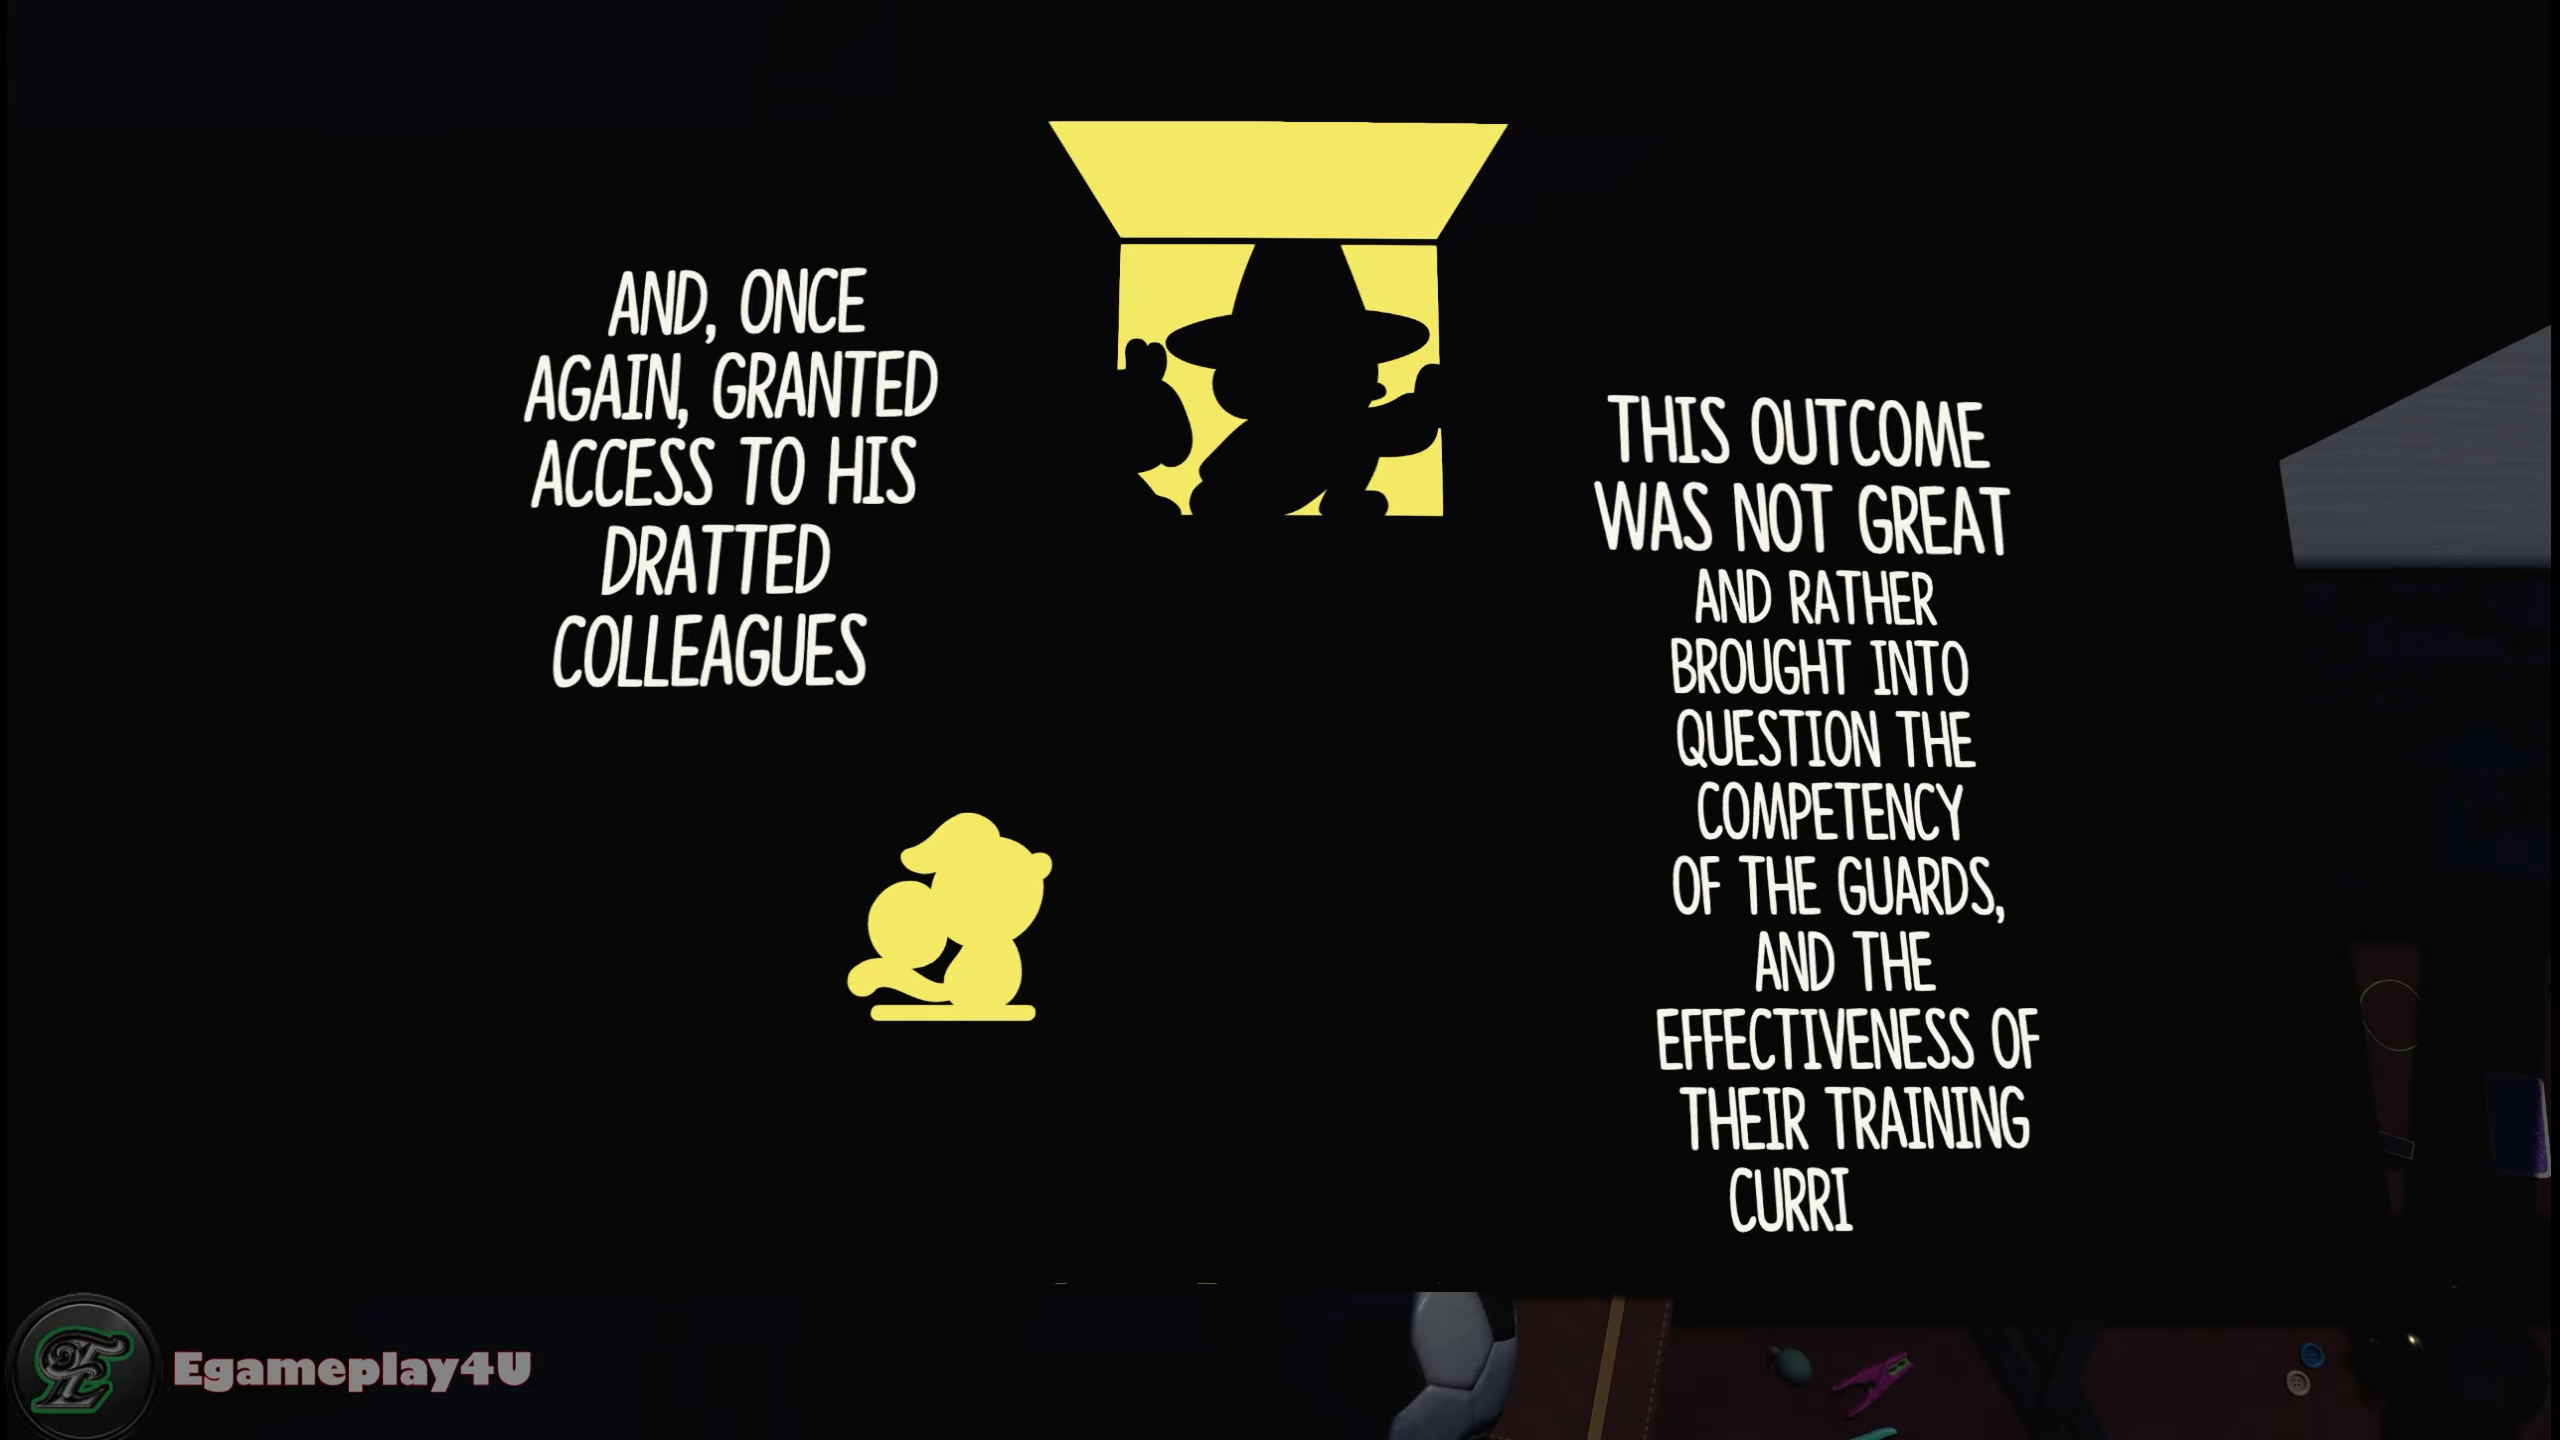 AND, ONCE
AGAIN, GRANTED
ACCESS TO HIS
DRATTED
COLLEAGUES
THIS OUTCOME
WAS NOT GREAT
AND RATHER
BROUGHT INTO
QUESTION THE
COMPETENCY
OF THE GUARDS,
AND THE
EFFECTIVENESS OF
THEIR TRAINING
CURRI
Egameplay4U